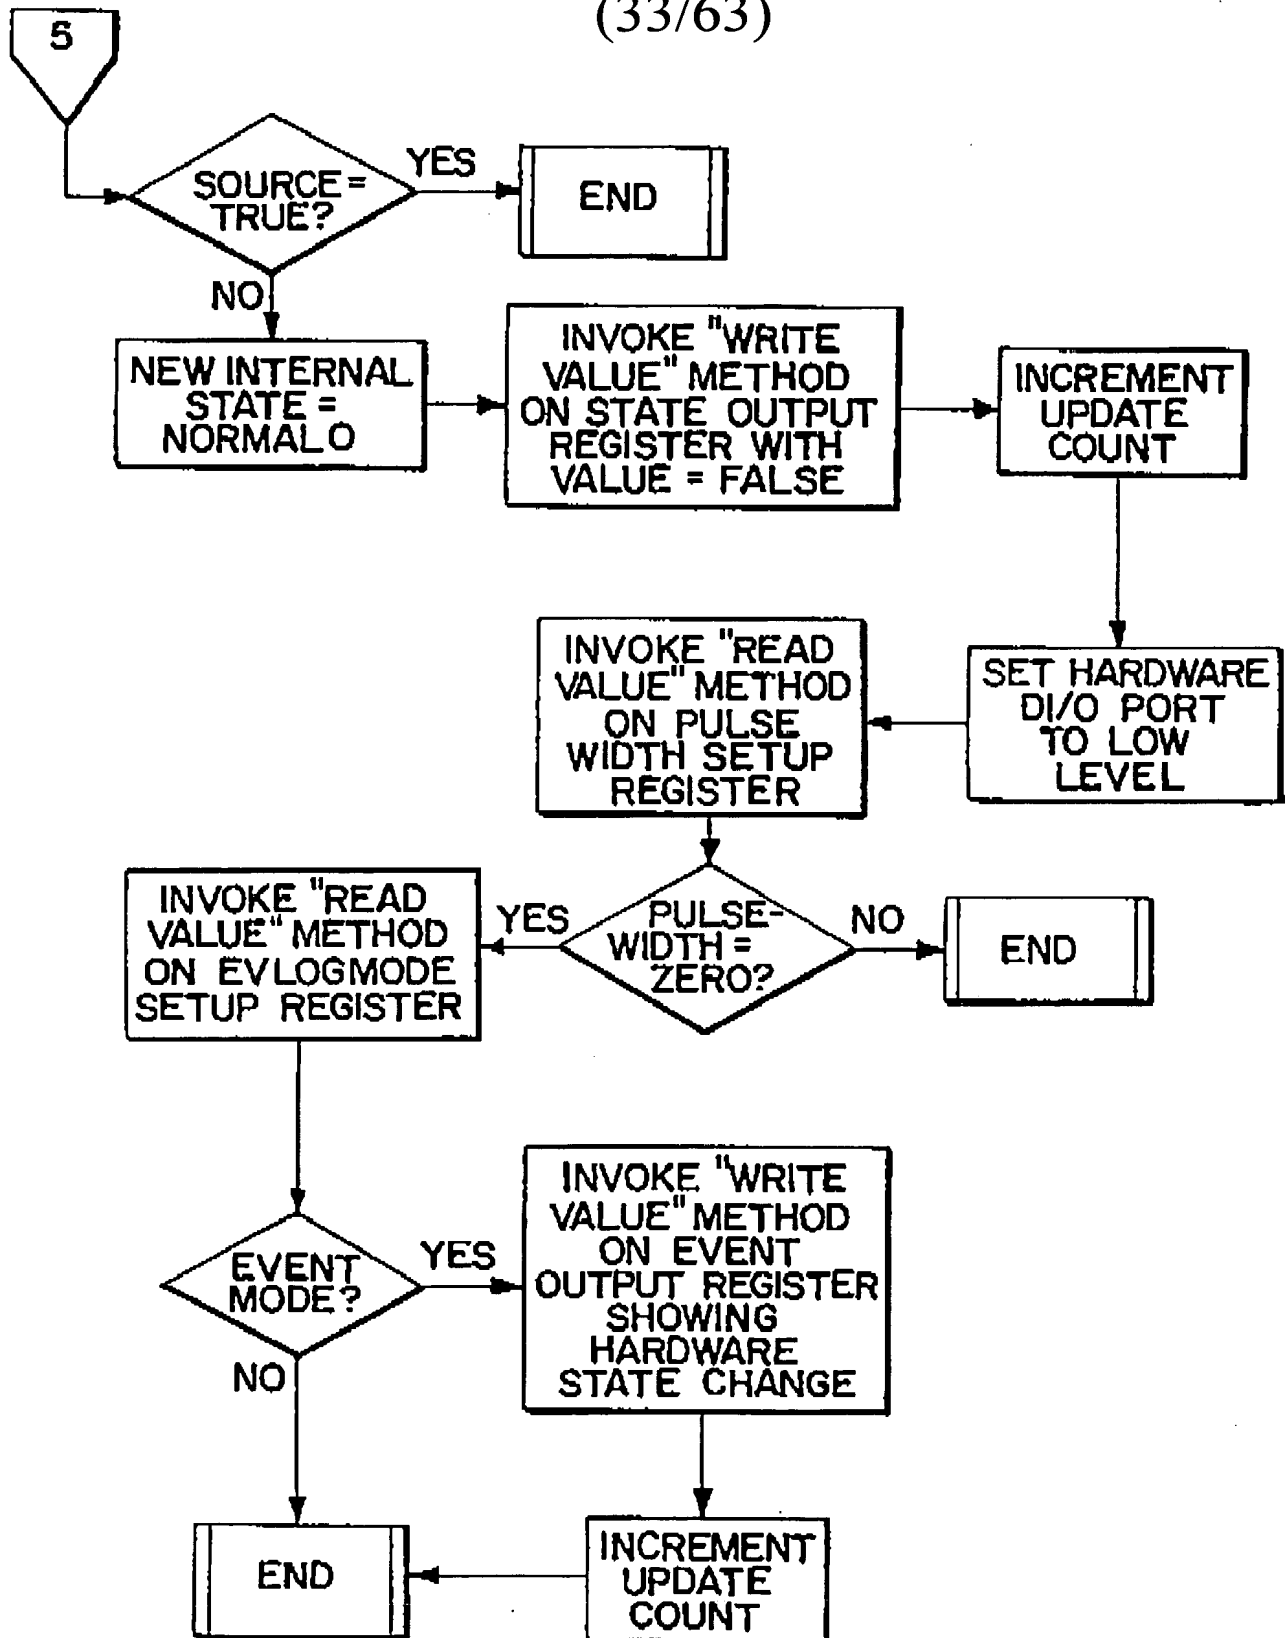 (33/63)
5
SOURCE =
TRUE?
YES
END
NO
NEW INTERNAL
STATE =
NORMAL O
INVOKE "WRITE
VALUE" METHOD
ON STATE OUTPUT
REGISTER WITH
VALUE = FALSE
INCREMENT
UPDATE
COUNT
SET HARDWARE
DI/O PORT
TO LOW
LEVEL
INVOKE "READ
VALUE" METHOD
ON PULSE
WIDTH SETUP
REGISTER
PULSE-
WIDTH =
ZERO?
NO
END
YES
INVOKE "READ
VALUE" METHOD
ON EVLOGMODE
SETUP REGISTER
EVENT
MODE?
YES
INVOKE "WRITE
VALUE" METHOD
ON EVENT
OUTPUT REGISTER
SHOWING
HARDWARE
STATE CHANGE
NO
INCREMENT
UPDATE
COUNT
END